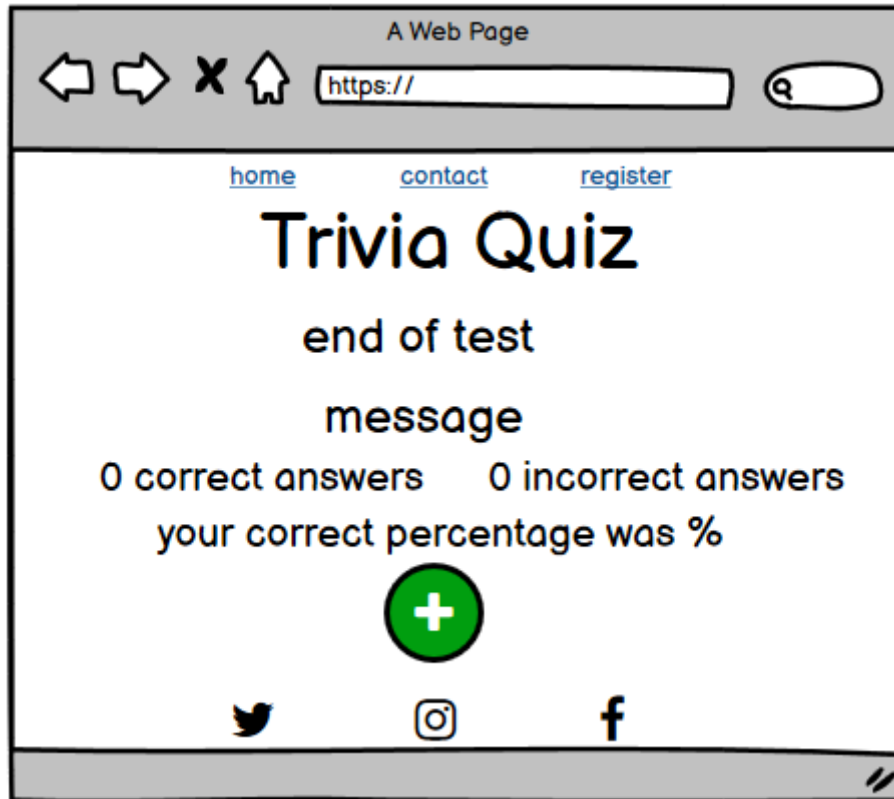 A Web Page
https://
home contact register
Trivia Quiz
end of test
message
0 correct answers 0 incorrect answers
your correct percentage was %